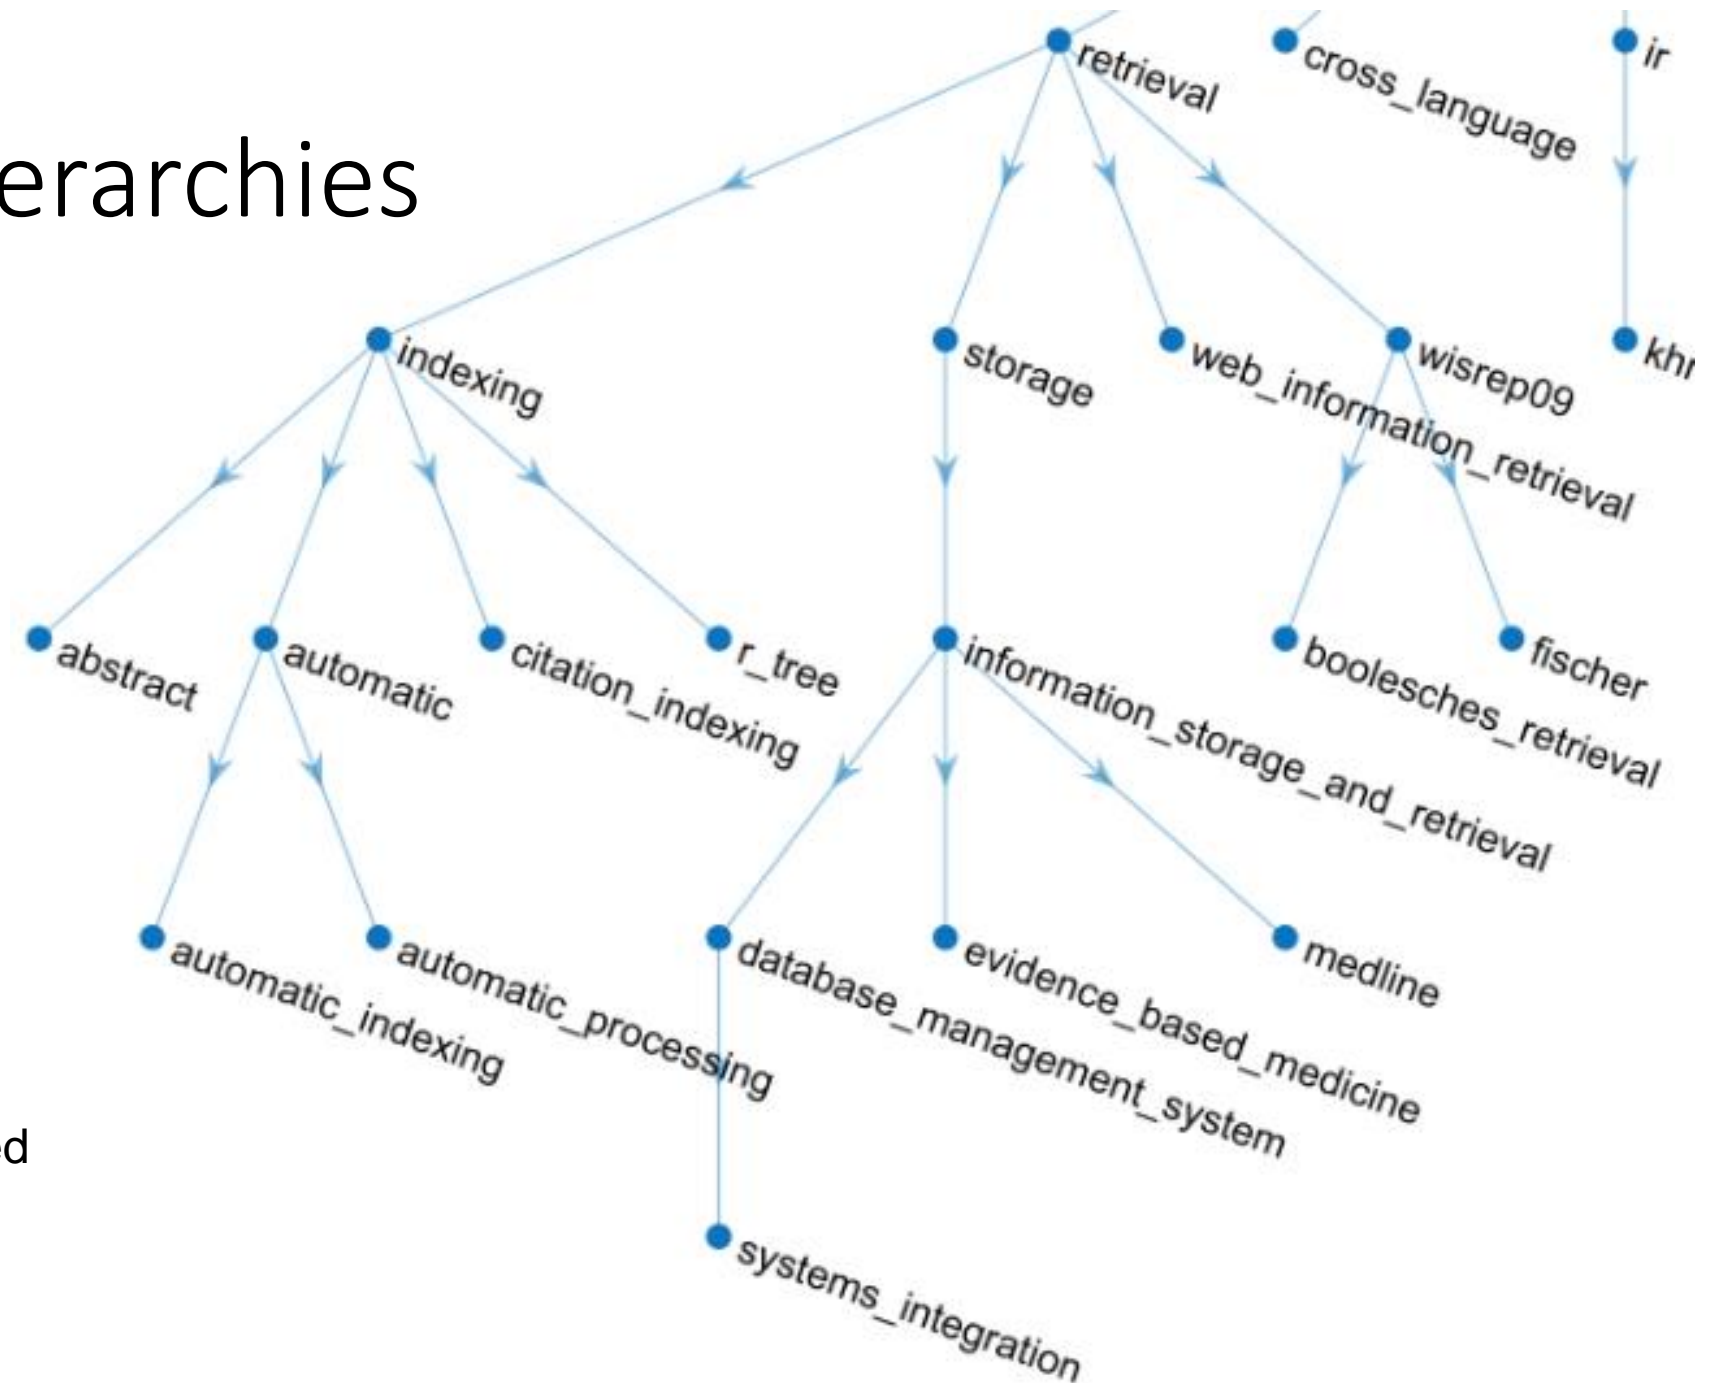 retrieval
cross_language
ir
erarchies
indexing
storage
web_information_retrieval
wisrep09
abstract
automatic
citation_indexing
r_tree
information_storage_and_retrieval
boolesches_retrieval
fischer
automatic_indexing
automatic_processing
database_management_system
evidence_based_medicine
medline
ed
systems_integration